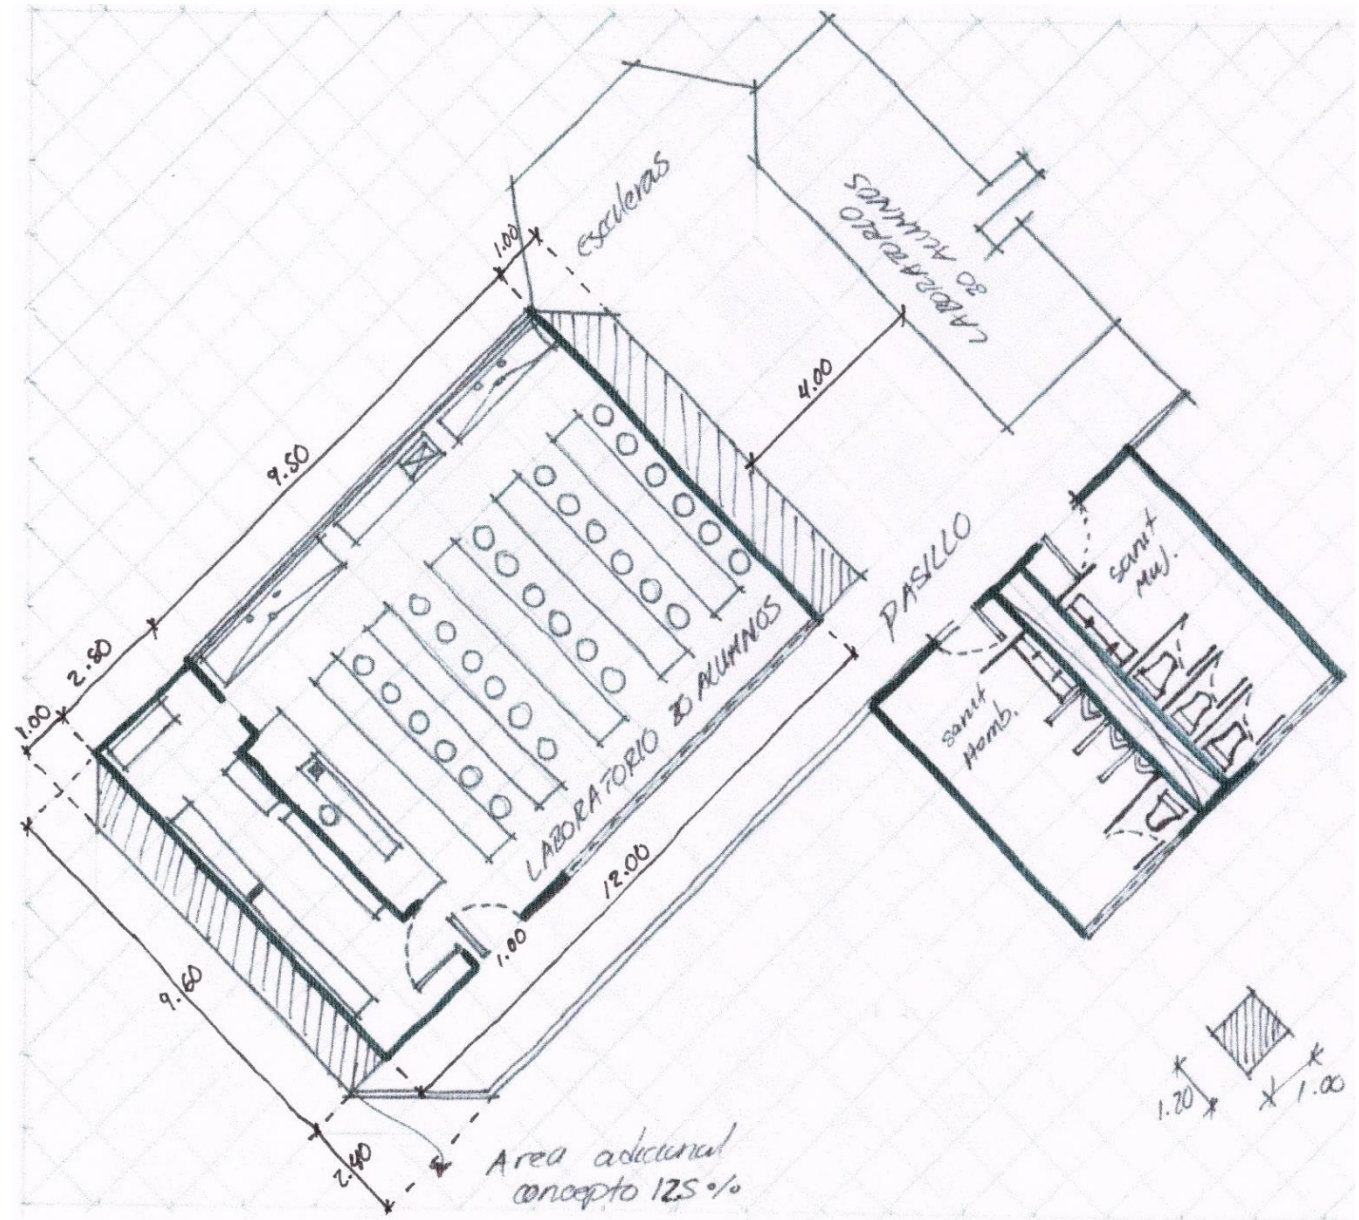 escaleras
LABORATORIO
30 ALUMNOS
1.00
9.50
4.00
2.80
1.00
PASILLO
sanit
Muj.
sanit
Homb.
LABORATORIO 30 ALUMNOS
12.00
1.00
9.60
2.40
Area adicional
concepto 125%
1.20
1.00